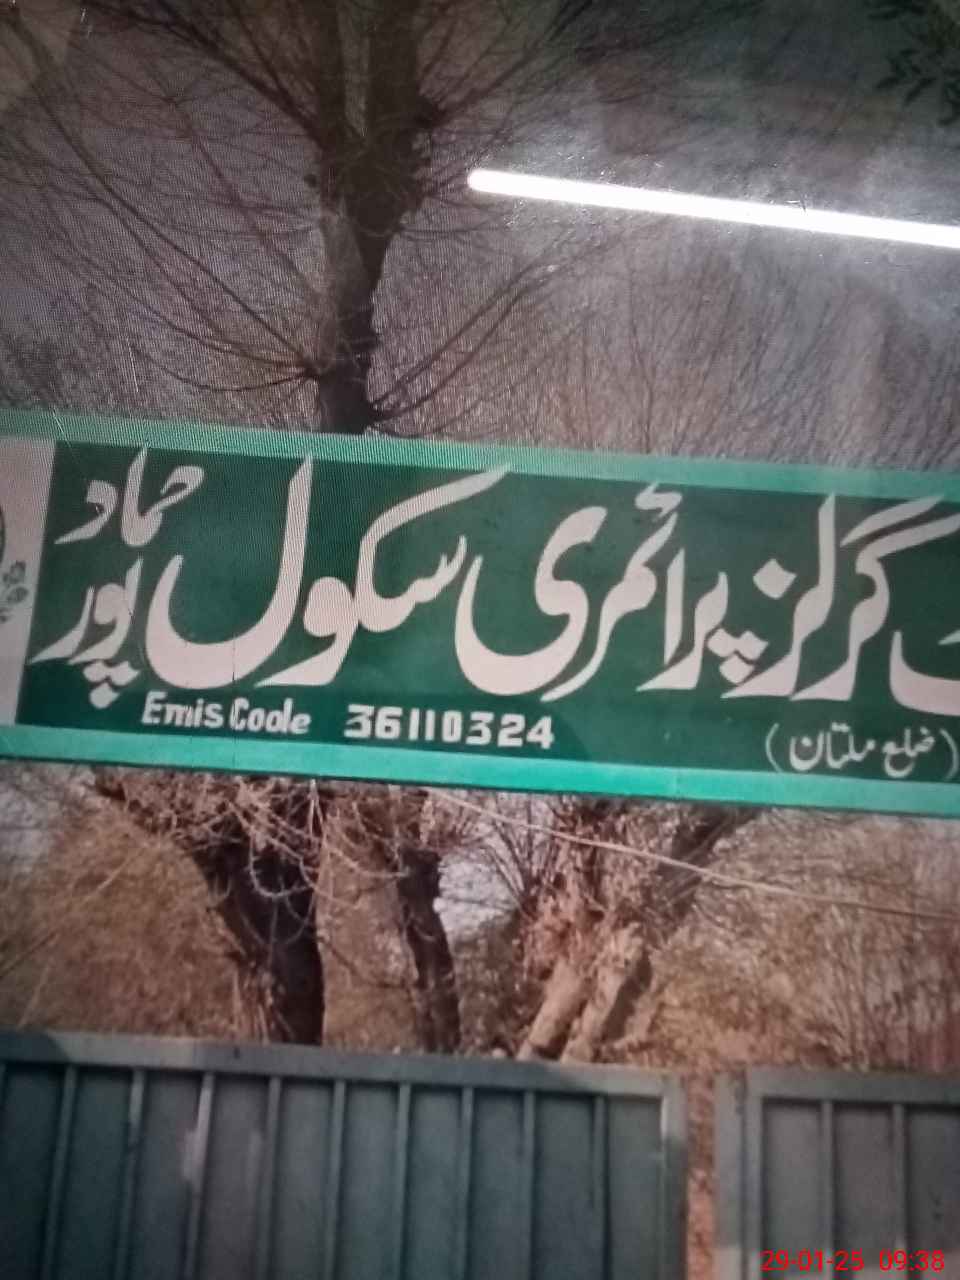 گرلز پرائمری سکول حماد پور
(ضلع ملتان)
Emis Code 36110324
29-01-25 09:38